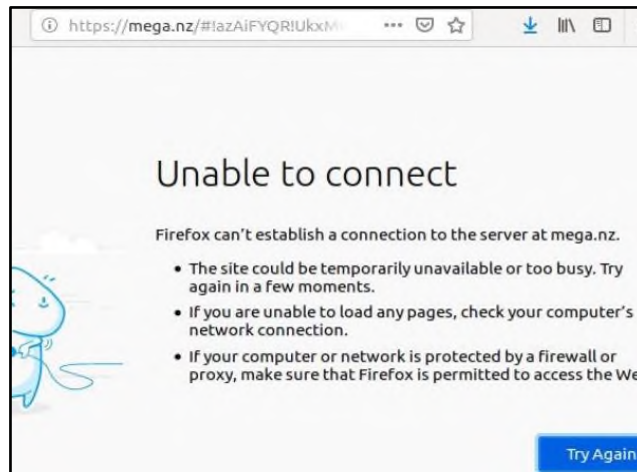 https://mega.nz/#!azAiFYQR!UkxM
Unable to connect
Firefox can’t establish a connection to the server at mega.nz.
• The site could be temporarily unavailable or too busy. Try
again in a few moments.
• If you are unable to load any pages, check your computer’s
network connection.
• If your computer or network is protected by a firewall or
proxy, make sure that Firefox is permitted to access the We
Try Again